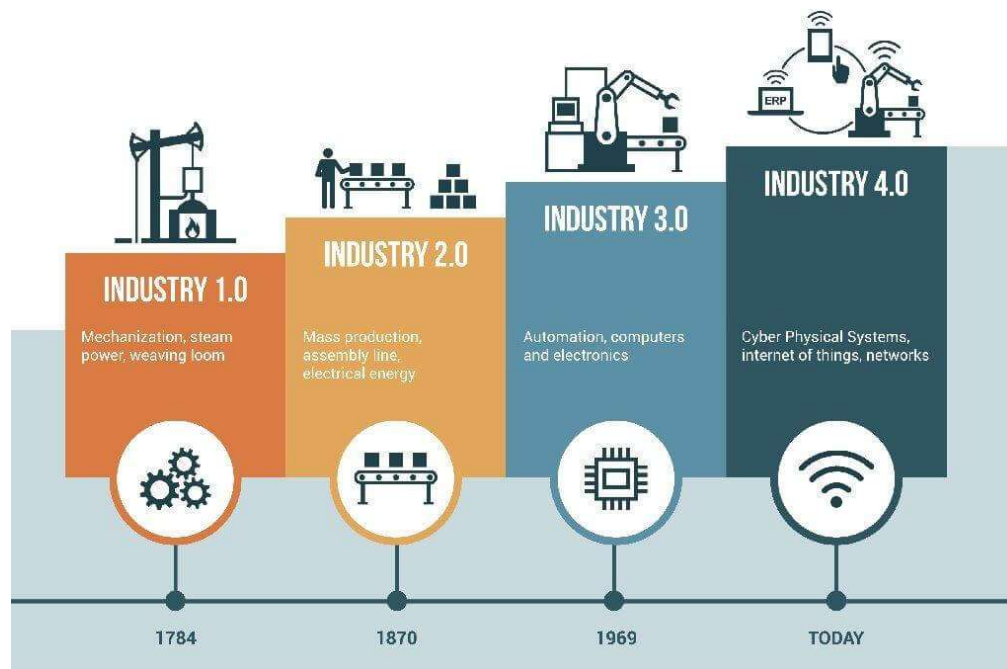 ERP
INDUSTRY 1.0
Mechanization, steam
power, weaving loom
INDUSTRY 2.0
Mass production,
assembly line,
electrical energy
INDUSTRY 3.0
Automation, computers
and electronics
INDUSTRY 4.0
Cyber Physical Systems,
internet of things, networks
1784
1870
1969
TODAY